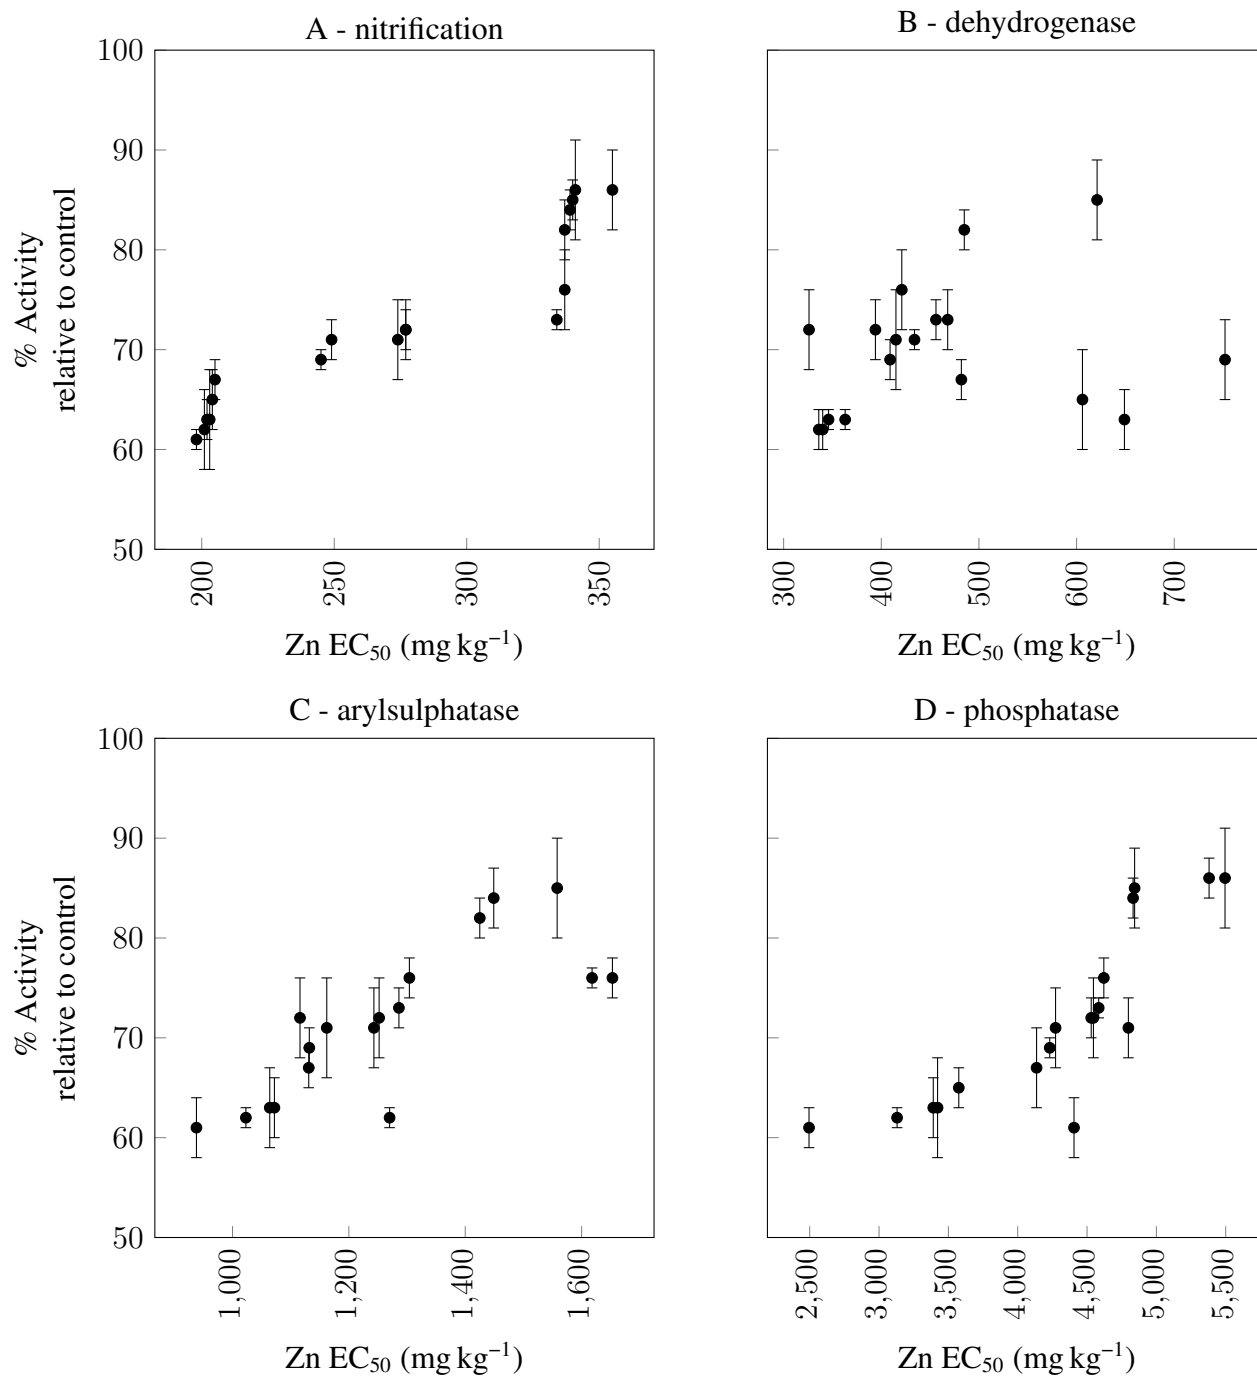 A - nitrification
B - dehydrogenase
100
90
80
70
60
50
% Activity
relative to control
200
250
300
350
300
400
500
600
700
Zn EC₅₀ (mg kg⁻¹)
Zn EC₅₀ (mg kg⁻¹)
C - arylsulphatase
D - phosphatase
100
90
80
70
60
50
% Activity
relative to control
1,000
1,200
1,400
1,600
2,500
3,000
3,500
4,000
4,500
5,000
5,500
Zn EC₅₀ (mg kg⁻¹)
Zn EC₅₀ (mg kg⁻¹)